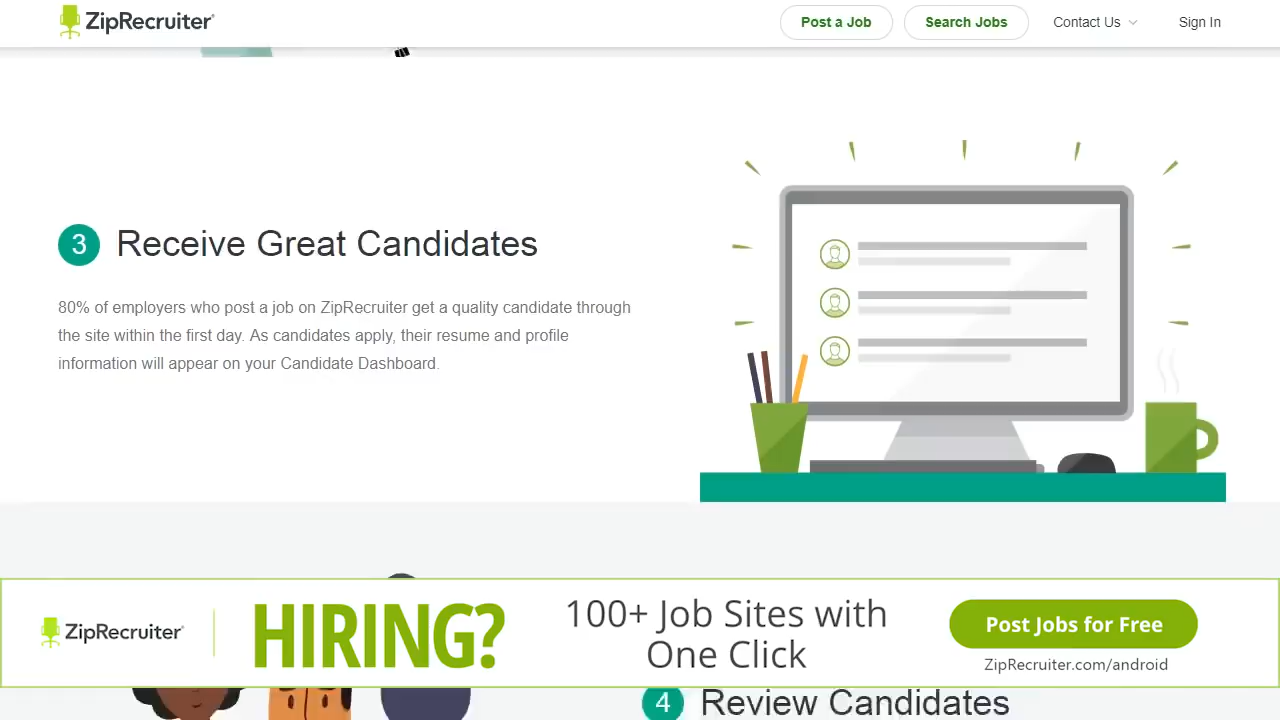 ZipRecruiter
Post a Job
Search Jobs
Contact Us
Sign In
3 Receive Great Candidates
80% of employers who post a job on ZipRecruiter get a quality candidate through
the site within the first day. As candidates apply, their resume and profile
information will appear on your Candidate Dashboard.
ZipRecruiter
HIRING?
100+ Job Sites with
One Click
Post Jobs for Free
ZipRecruiter.com/android
4 Review Candidates